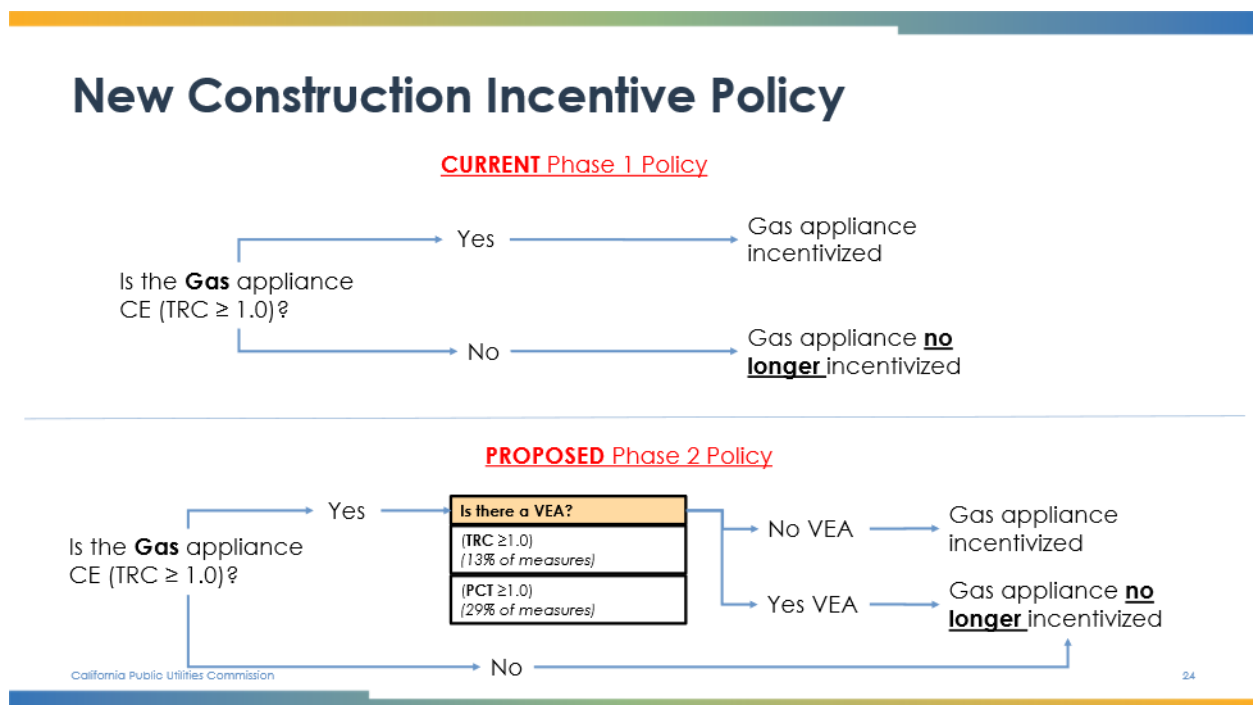 New Construction Incentive Policy
CURRENT Phase 1 Policy
Is the Gas appliance
CE (TRC ≥ 1.0)?
Yes
Gas appliance
incentivized
No
Gas appliance no
longer incentivized
PROPOSED Phase 2 Policy
Is the Gas appliance
CE (TRC ≥ 1.0)?
Yes
Is there a VEA?
(TRC ≥1.0)
(13% of measures)
(PCT ≥1.0)
(29% of measures)
No VEA
Gas appliance
incentivized
Yes VEA
Gas appliance no
longer incentivized
No
California Public Utilities Commission
24